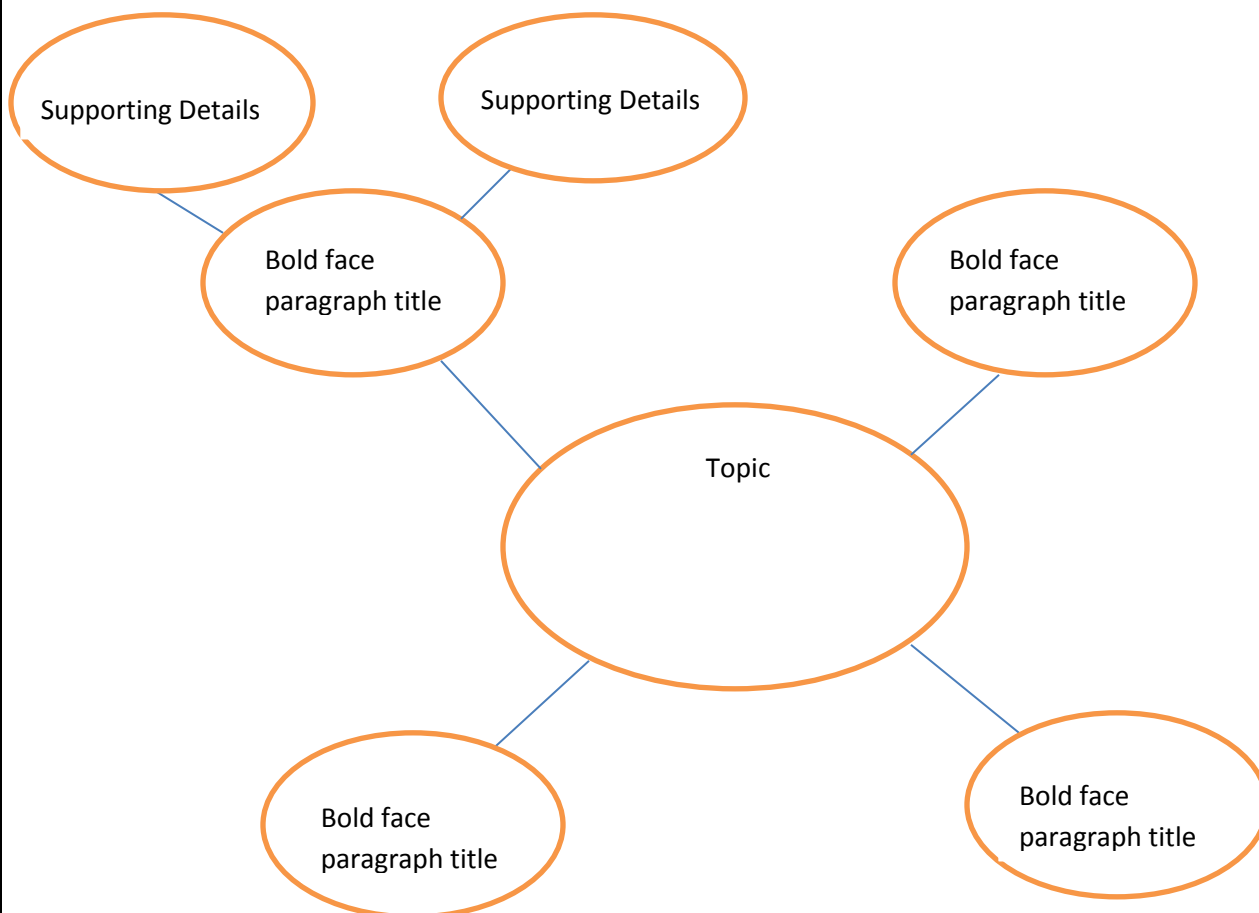 Supporting Details
Supporting Details
Bold face
paragraph title
Bold face
paragraph title
Topic
Bold face
paragraph title
Bold face
paragraph title